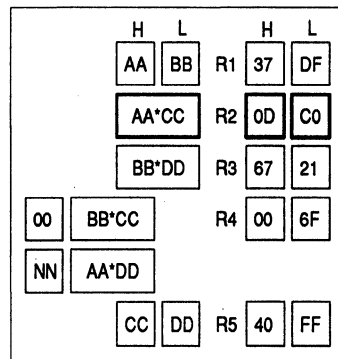 H L H L
AA BB R1 37 DF
AA*CC R2 0D C0
BB*DD R3 67 21
00 BB*CC R4 00 6F
NN AA*DD
CC DD R5 40 FF